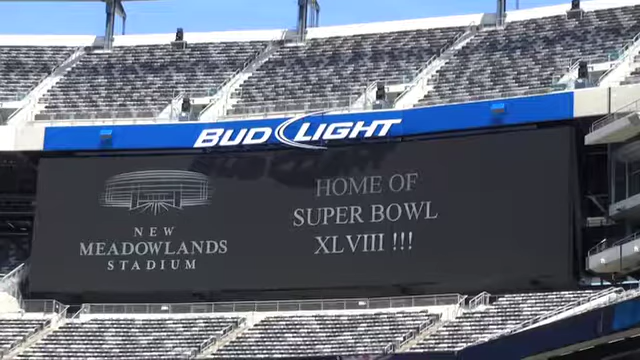 BUD LIGHT
NEW
MEADOWLANDS
STADIUM
HOME OF
SUPER BOWL
XLVIII !!!